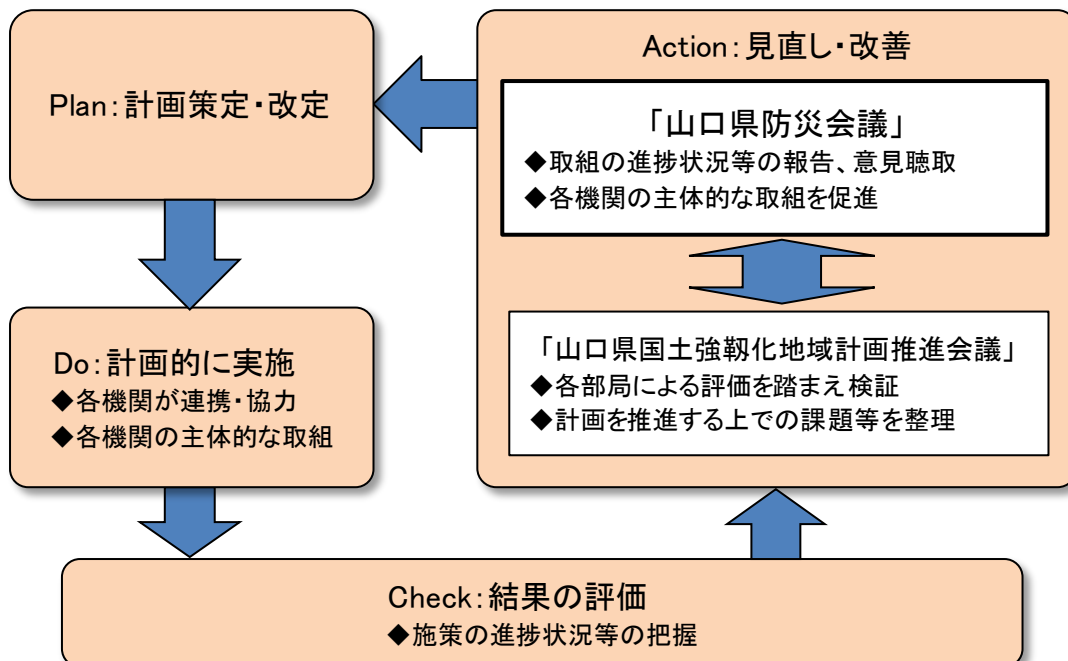 Plan：計画策定・改定
Do：計画的に実施
◆各機関が連携・協力
◆各機関の主体的な取組
Check：結果の評価
◆施策の進捗状況等の把握
Action：見直し・改善
「山口県防災会議」
◆取組の進捗状況等の報告、意見聴取
◆各機関の主体的な取組を促進
「山口県国土強靱化地域計画推進会議」
◆各部局による評価を踏まえ検証
◆計画を推進する上での課題等を整理